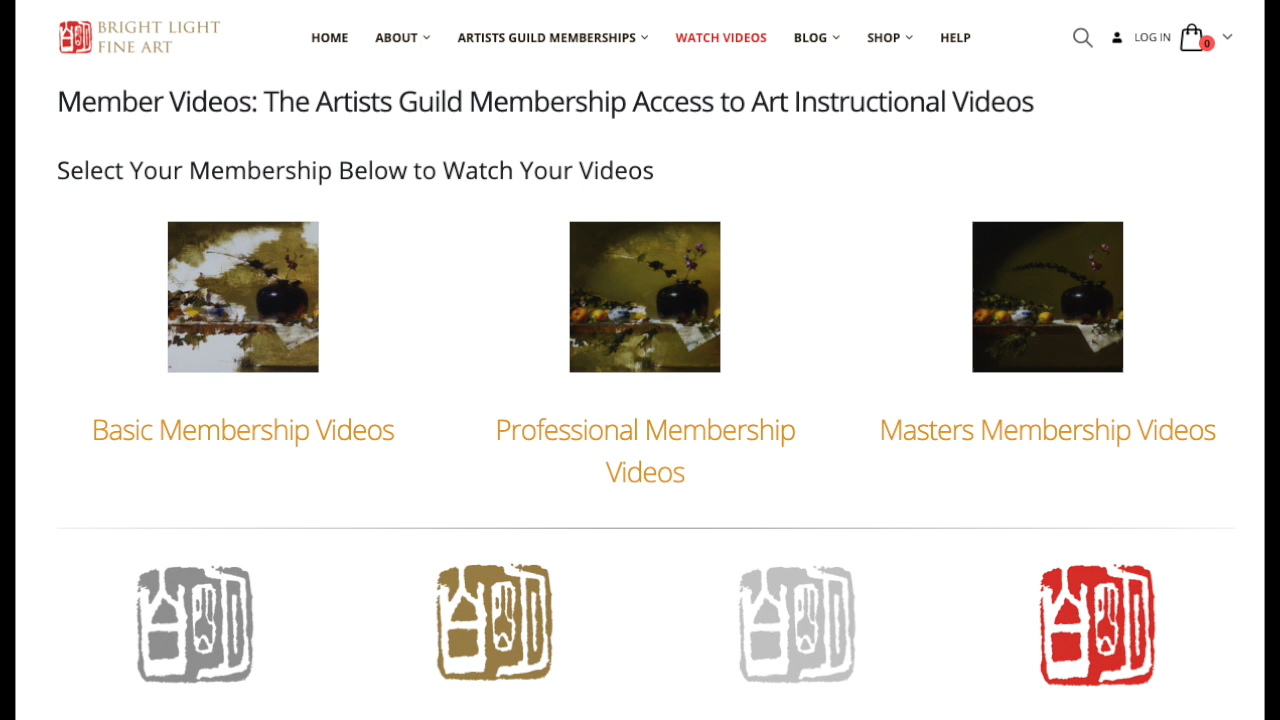 BRIGHT LIGHT
FINE ART
HOME
ABOUT
ARTISTS GUILD MEMBERSHIPS
WATCH VIDEOS
BLOG
SHOP
HELP
LOG IN
0
Member Videos: The Artists Guild Membership Access to Art Instructional Videos
Select Your Membership Below to Watch Your Videos
Basic Membership Videos
Professional Membership
Videos
Masters Membership Videos